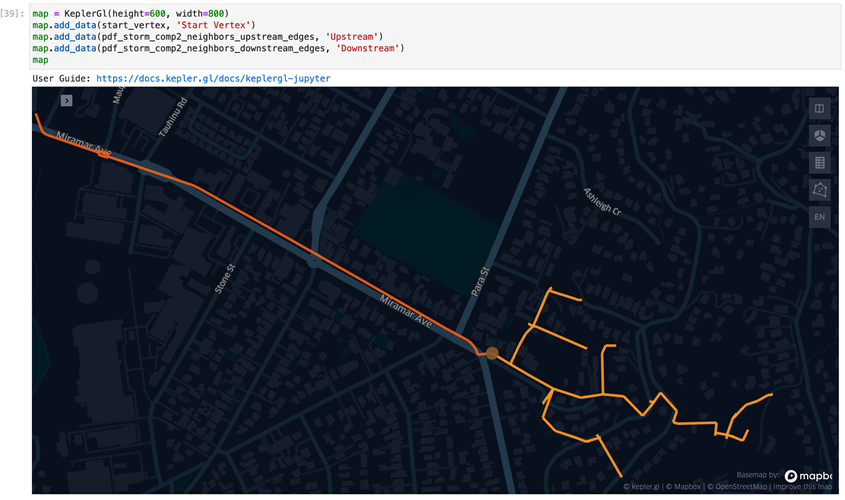 [39]:
map = KeplerGl(height=600, width=800)
map.add_data(start_vertex, 'Start Vertex')
map.add_data(pdf_storm_comp2_neighbors_upstream_edges, 'Upstream')
map.add_data(pdf_storm_comp2_neighbors_downstream_edges, 'Downstream')
map
User Guide: https://docs.kepler.gl/docs/keplergl-jupyter
Tauhinu Rd
Miramar Ave
Ashleigh Cr
EN
Stone St
Para St
Miramar Ave
Basemap by:
© kepler.gl | © Mapbox | © OpenStreetMap | Improve this map